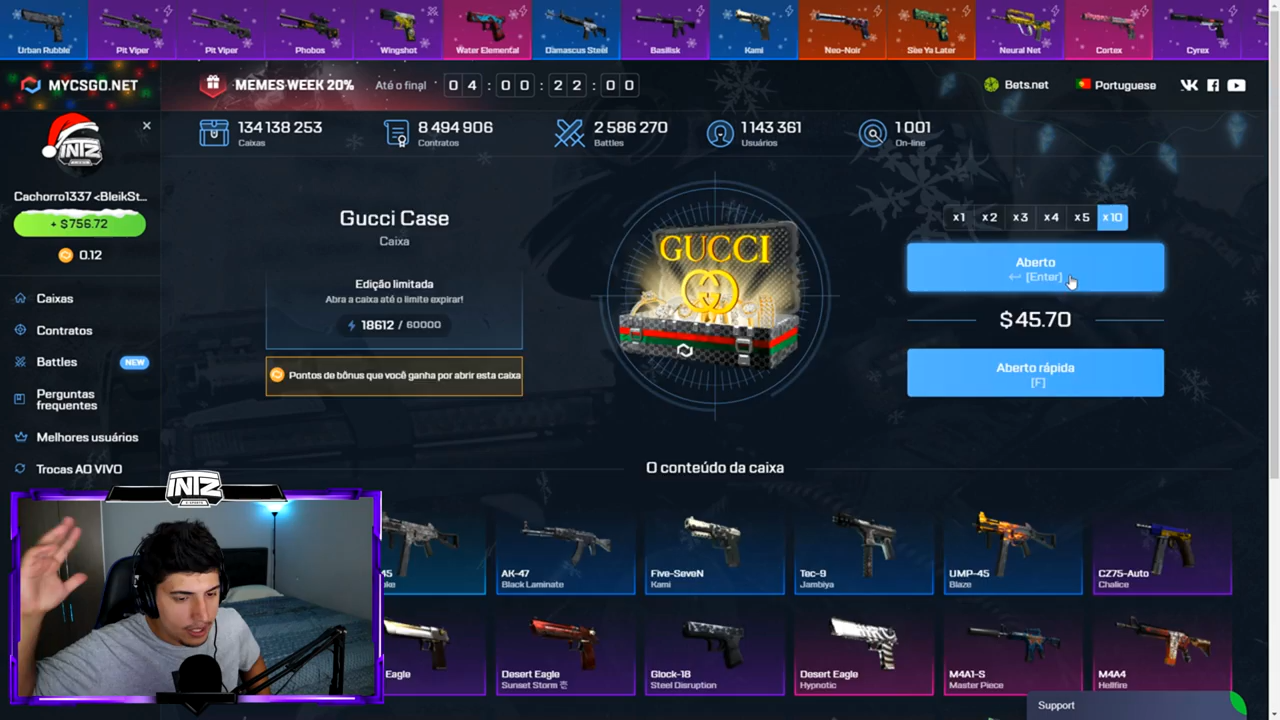 Urban Rubble
Pit Viper
Pit Viper
Phobos
Wingshot
Water Elemental
Damascus Steel
Basilisk
Kami
Neo-Noir
See Ya Later
Neural Net
Cortex
Cyrex
MYCSGO.NET
MEMES WEEK 20%
Até o final
04:00:22:00
Bets.net
Portuguese
134 138 253
Caixas
8 494 906
Contratos
2 586 270
Battles
1 143 361
Usuários
1 001
On-line
INTZ
Cachorro1337 <BleikSt...
+ $756.72
0.12
Caixas
Contratos
Battles
NEW
Perguntas
frequentes
Melhores usuários
Trocas AO VIVO
Gucci Case
Caixa
Edição limitada
Abra a caixa até o limite expirar!
18612 / 60000
Pontos de bônus que você ganha por abrir esta caixa
GUCCI
x1
x2
x3
x4
x5
x10
Aberto
[Enter]
$45.70
Aberto rápida
[F]
O conteúdo da caixa
INTZ
AK-47
Black Laminate
Five-SeveN
Kami
Tec-9
Jambiya
UMP-45
Blaze
CZ75-Auto
Chalice
Eagle
Desert Eagle
Sunset Storm 壱
Glock-18
Steel Disruption
Desert Eagle
Hypnotic
M4A1-S
Master Piece
M4A4
Hellfire
Support